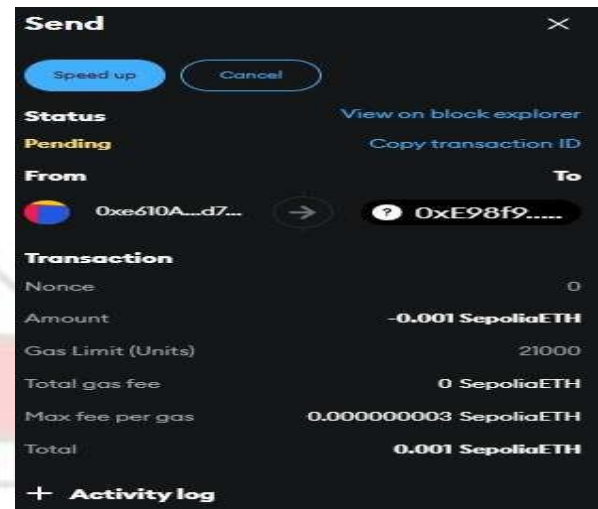 Send
Speed up Cancel
Status View on block explorer
Pending Copy transaction ID
From To
0xe610A...d7... 0xE98f9.....
Transaction
Nonce 0
Amount -0.001 SepoliaETH
Gas Limit (Units) 21000
Total gas fee 0 SepoliaETH
Max fee per gas 0.000000003 SepoliaETH
Total 0.001 SepoliaETH
+ Activity log